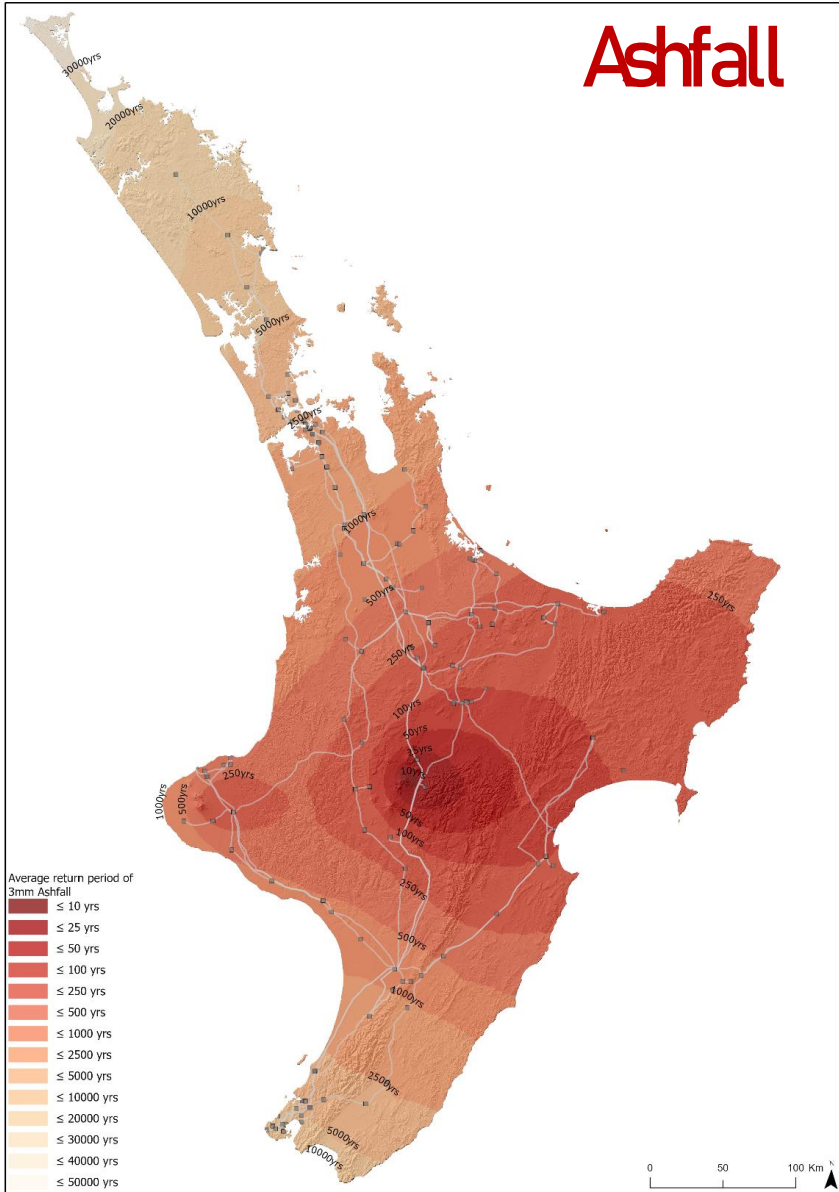 Ashfall
30000yrs
20000yrs
10000yrs
5000yrs
2500yrs
1000yrs
500yrs
250yrs
250yrs
100yrs
50yrs
25yrs
10yrs
50yrs
100yrs
250yrs
250yrs
500yrs
1000yrs
500yrs
1000yrs
2500yrs
5000yrs
10000yrs
Average return period of
3mm Ashfall
≤ 10 yrs
≤ 25 yrs
≤ 50 yrs
≤ 100 yrs
≤ 250 yrs
≤ 500 yrs
≤ 1000 yrs
≤ 2500 yrs
≤ 5000 yrs
≤ 10000 yrs
≤ 20000 yrs
≤ 30000 yrs
≤ 40000 yrs
≤ 50000 yrs
0 50 100 Km
N